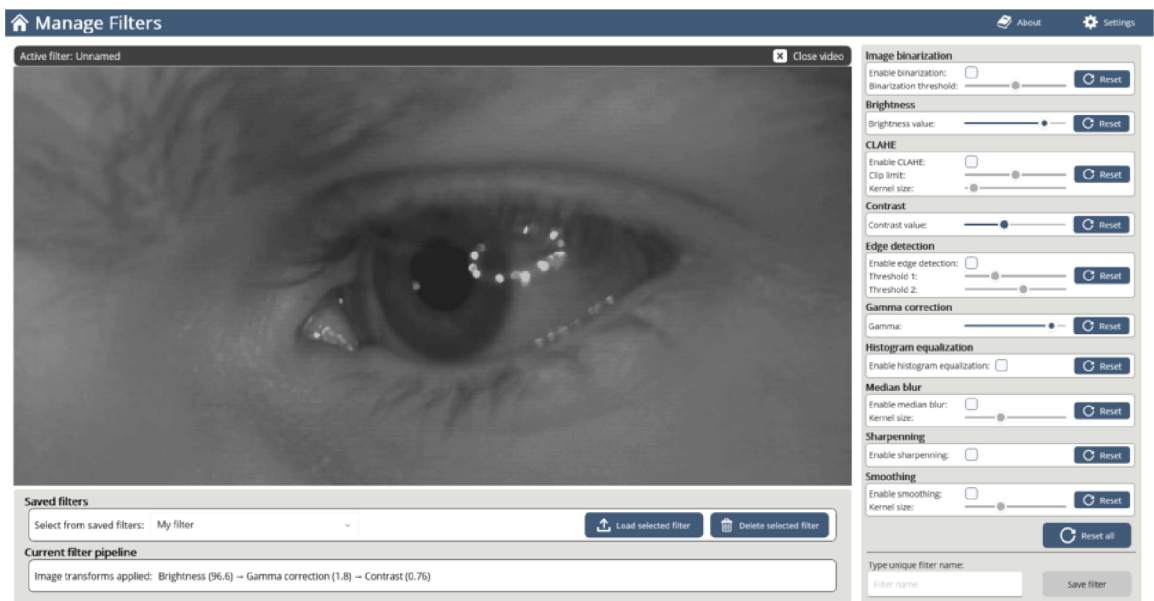 Manage Filters
About
Settings
Active filter: Unnamed
Close video
Image binarization
Enable binarization:
Binarization threshold:
Reset
Brightness
Brightness value:
Reset
CLAHE
Enable CLAHE:
Clip limit:
Kernel size:
Reset
Contrast
Contrast value:
Reset
Edge detection
Enable edge detection:
Threshold 1:
Threshold 2:
Reset
Gamma correction
Gamma:
Reset
Histogram equalization
Enable histogram equalization:
Reset
Median blur
Enable median blur:
Kernel size:
Reset
Sharpenning
Enable sharpenning:
Reset
Smoothing
Enable smoothing:
Kernel size:
Reset
Reset all
Type unique filter name:
Filter name
Save filter
Saved filters
Select from saved filters: My filter
Load selected filter
Delete selected filter
Current filter pipeline
Image transforms applied: Brightness (96.6) → Gamma correction (1.8) → Contrast (0.76)